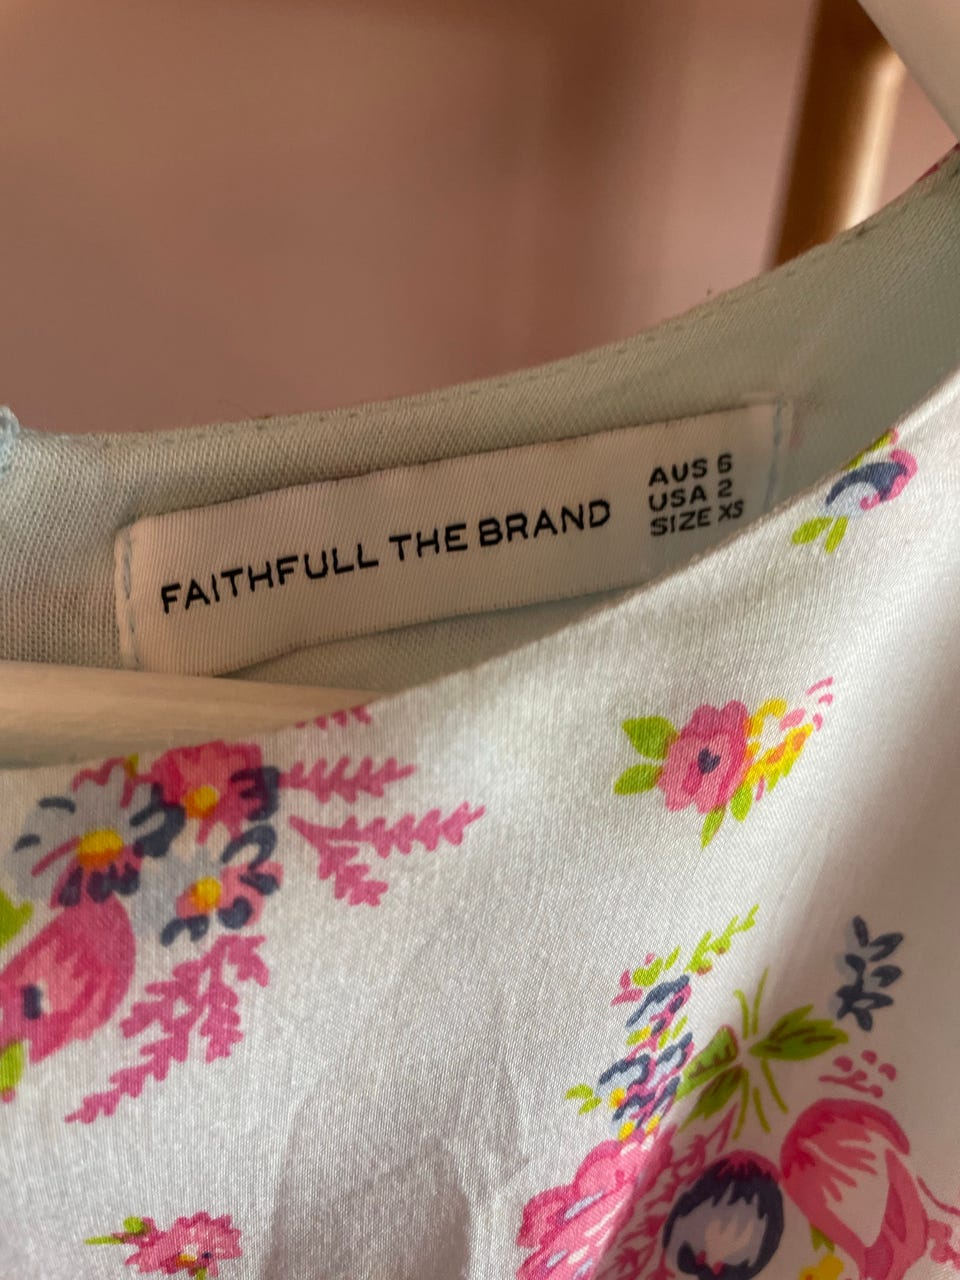 FAITHFULL THE BRAND
AUS 6
USA 2
SIZE XS